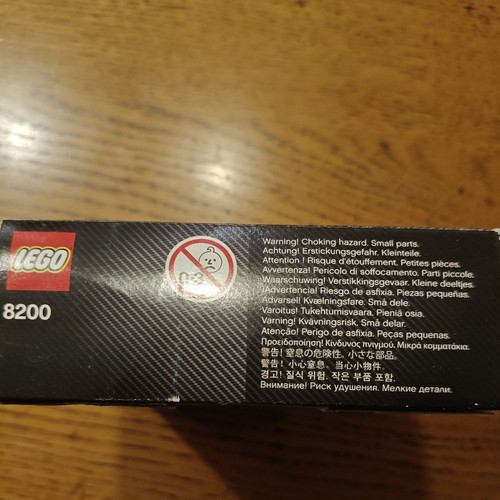 LEGO
8200
0-3
Warning! Choking hazard. Small parts.
Achtung! Erstickungsgefahr. Kleinteile.
Attention ! Risque d'étouffement. Petites pièces.
Avvertenza! Pericolo di soffocamento. Parti piccole.
Waarschuwing! Verstikkingsgevaar. Kleine deeltjes.
¡Advertencia! Riesgo de asfixia. Piezas pequeñas.
Advarsel! Kvælningsfare. Små dele.
Varoitus! Tukehtumisvaara. Pieniä osia.
Varning! Kvävningsrisk. Små delar.
Atenção! Perigo de asfixia. Peças pequenas.
Προειδοποίηση! Κίνδυνος πνιγμού. Μικρά κομματάκια.
警告! 窒息の危険性。小さな部品。
警告! 小心窒息。当心小物件。
경고! 질식 위험. 작은 부품 포함.
Внимание! Риск удушения. Мелкие детали.